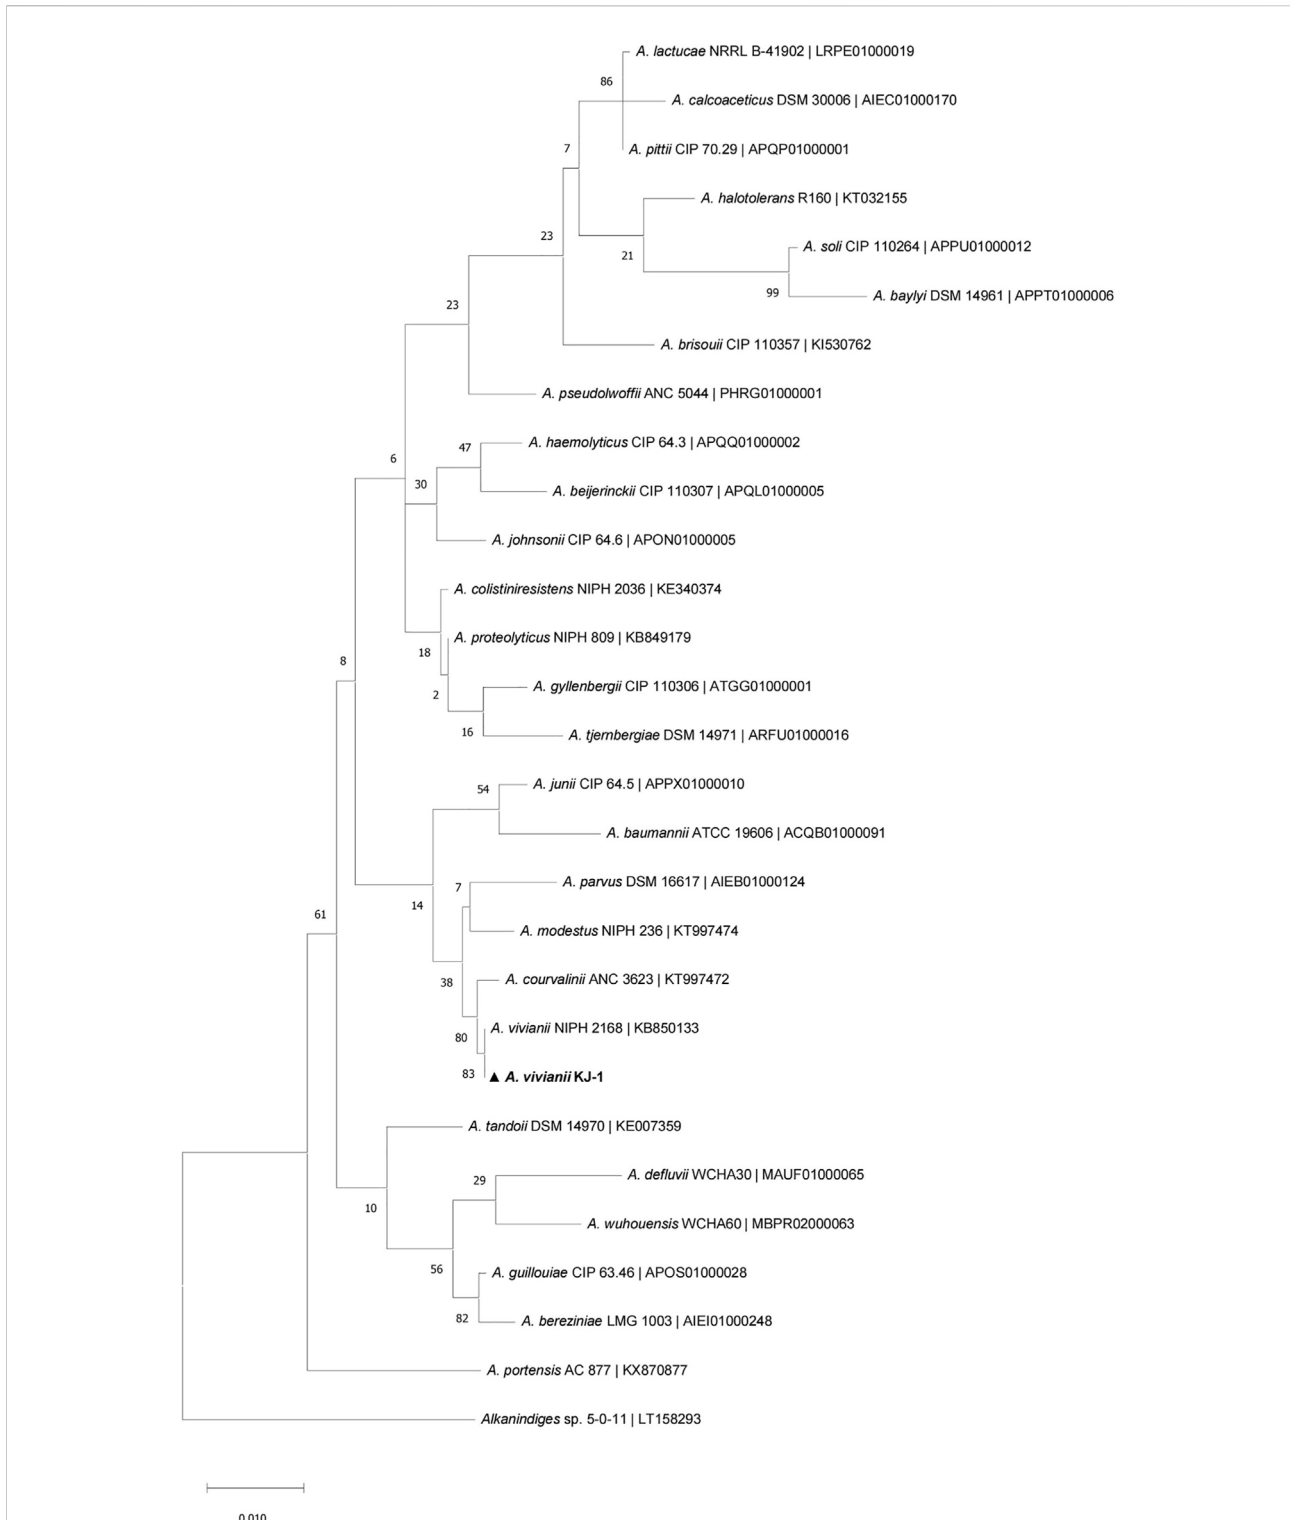 A. lactucae NRRL B-41902 | LRPE01000019
86
A. calcoaceticus DSM 30006 | AIEC01000170
7
A. pittii CIP 70.29 | APQP01000001
A. halotolerans R160 | KT032155
23
A. soli CIP 110264 | APPU01000012
21
99
A. baylyi DSM 14961 | APPT01000006
23
A. brisouii CIP 110357 | KI530762
A. pseudolwoffii ANC 5044 | PHRG01000001
47
A. haemolyticus CIP 64.3 | APQQ01000002
6
30
A. beijerinckii CIP 110307 | APQL01000005
A. johnsonii CIP 64.6 | APON01000005
A. colistiniresistens NIPH 2036 | KE340374
A. proteolyticus NIPH 809 | KB849179
18
8
A. gyllenbergii CIP 110306 | ATGG01000001
2
16
A. tjernbergiae DSM 14971 | ARFU01000016
54
A. junii CIP 64.5 | APPX01000010
A. baumannii ATCC 19606 | ACQB01000091
7
A. parvus DSM 16617 | AIEB01000124
14
61
A. modestus NIPH 236 | KT997474
38
A. courvalinii ANC 3623 | KT997472
A. vivianii NIPH 2168 | KB850133
80
83
▲ A. vivianii KJ-1
A. tandoii DSM 14970 | KE007359
29
A. defluvii WCHA30 | MAUF01000065
10
A. wuhouensis WCHA60 | MBPR02000063
56
A. guillouiae CIP 63.46 | APOS01000028
82
A. bereziniae LMG 1003 | AIEI01000248
A. portensis AC 877 | KX870877
Alkanindiges sp. 5-0-11 | LT158293
0.010